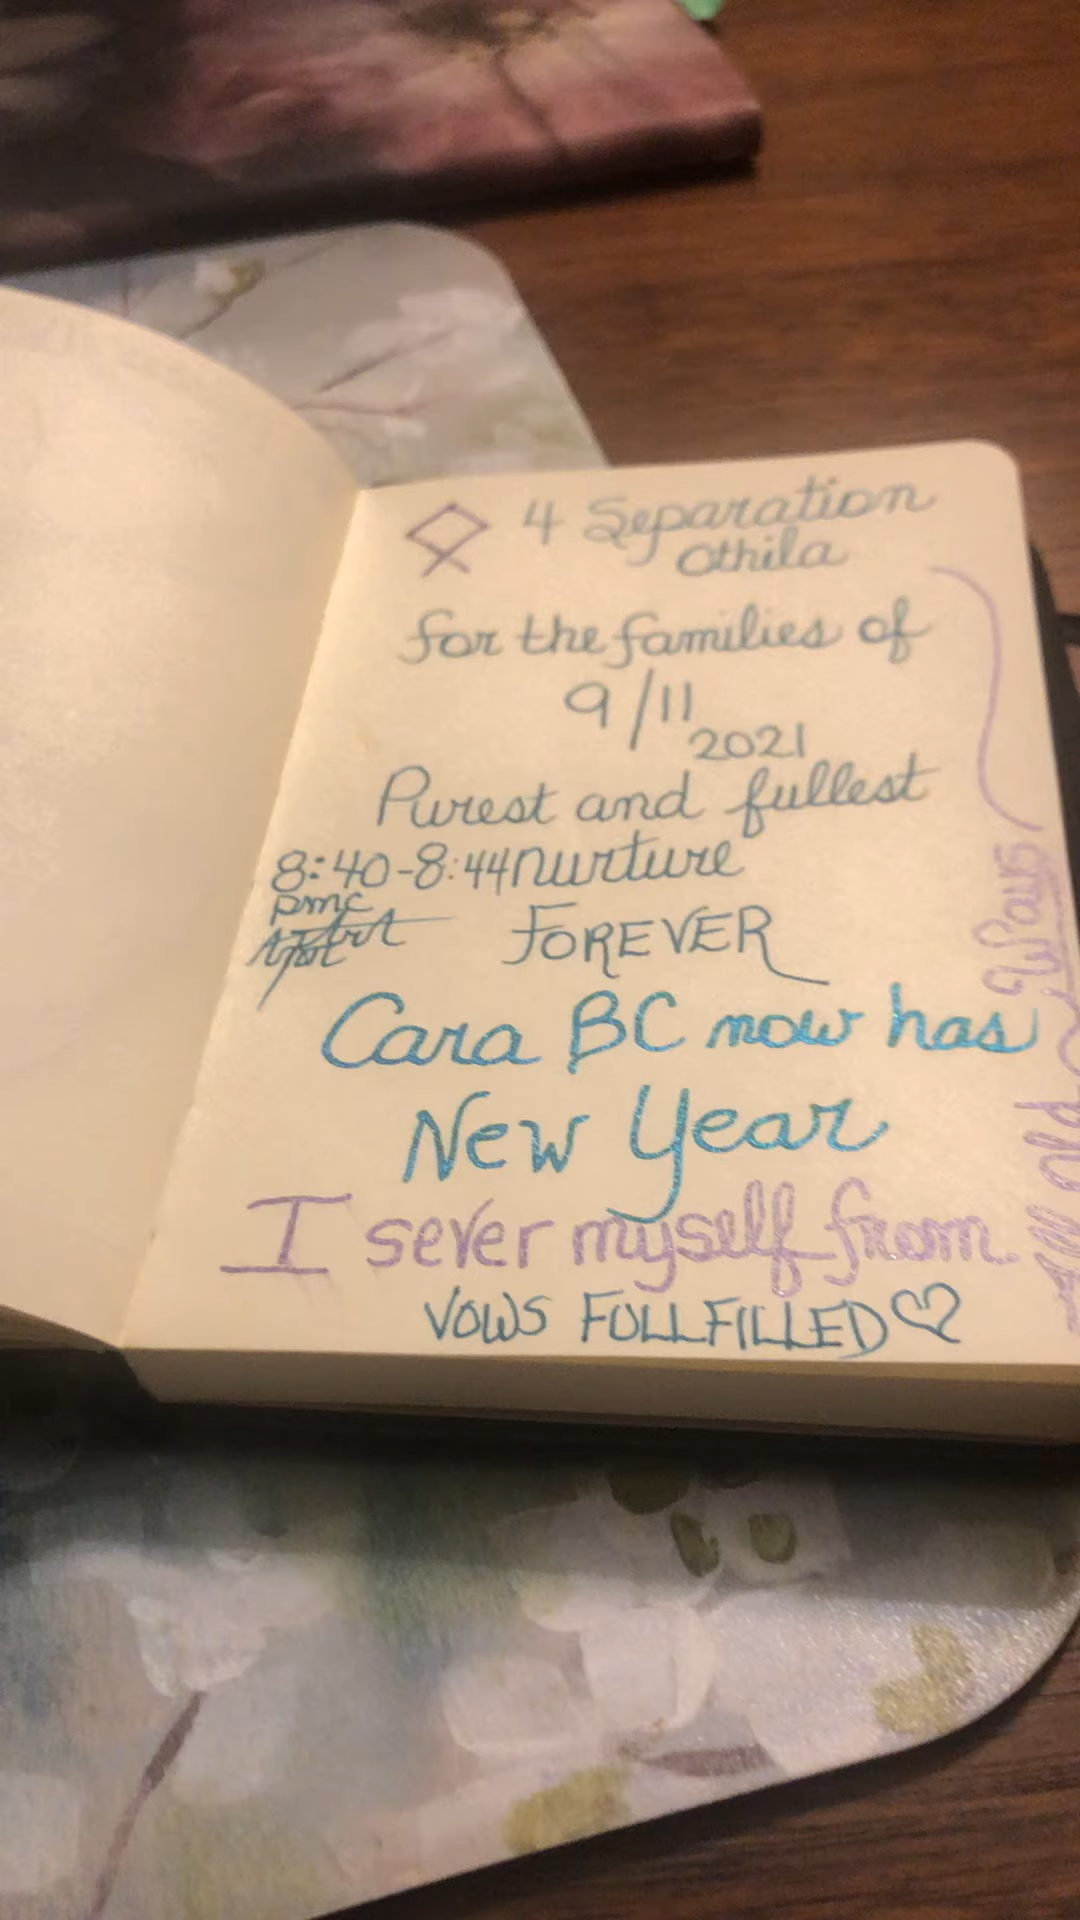 4 Separation
Othila
for the families of
9/11
2021
Purest and fullest
8:40-8:44 nurture
pmc
FOREVER
Cara BC now has
New Year
I sever myself from
All Old Ways
VOWS FULLFILLED